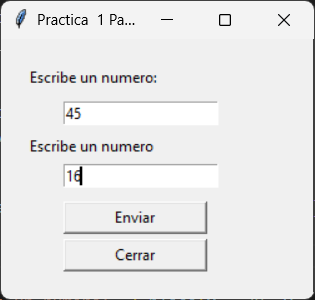 Practica 1 Pa...
Escribe un numero:
45
Escribe un numero
16
Enviar
Cerrar